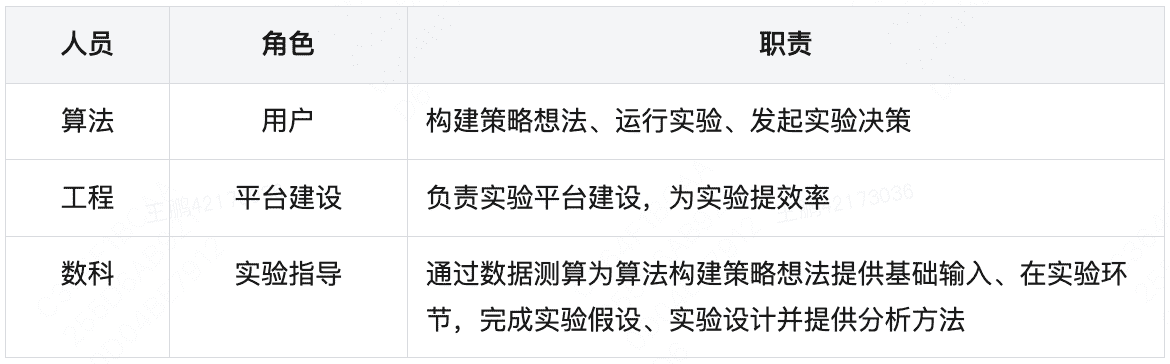 人员 角色 职责
算法 用户 构建策略想法、运行实验、发起实验决策
工程 平台建设 负责实验平台建设，为实验提效率
数科 实验指导 通过数据测算为算法构建策略想法提供基础输入、在实验环
节，完成实验假设、实验设计并提供分析方法